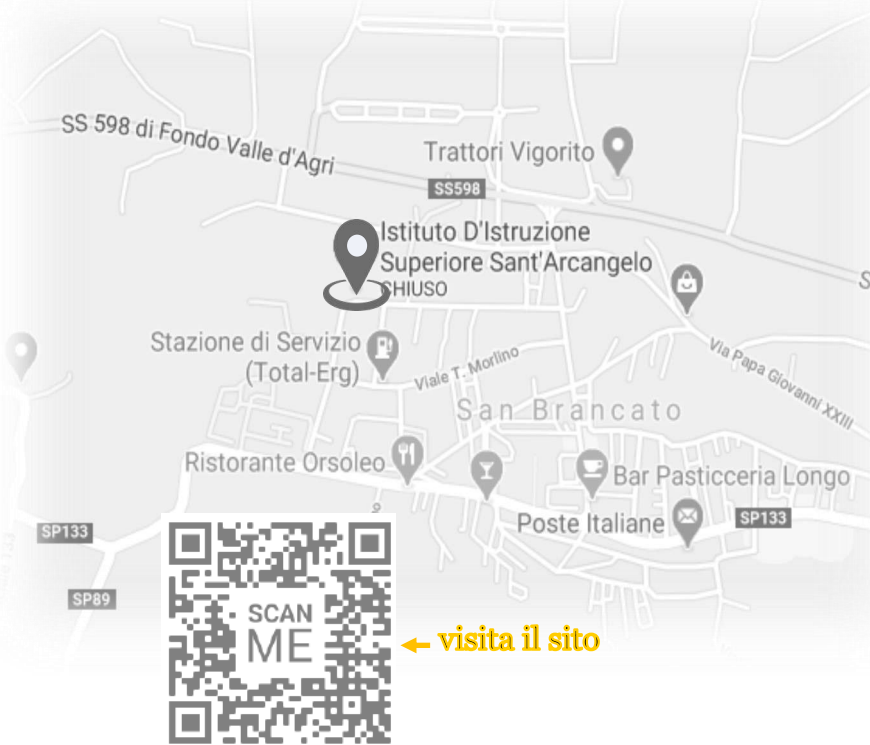 SS 598 di Fondo Valle d'Agri
Trattori Vigorito
SS598
Istituto D'Istruzione
Superiore Sant'Arcangelo
CHIUSO
Stazione di Servizio
(Total-Erg)
Viale T. Morlino
Via Papa Giovanni XXIII
San Brancato
Ristorante Orsoleo
Bar Pasticceria Longo
Poste Italiane
SP133
SP133
SP89
SCAN
ME
visita il sito